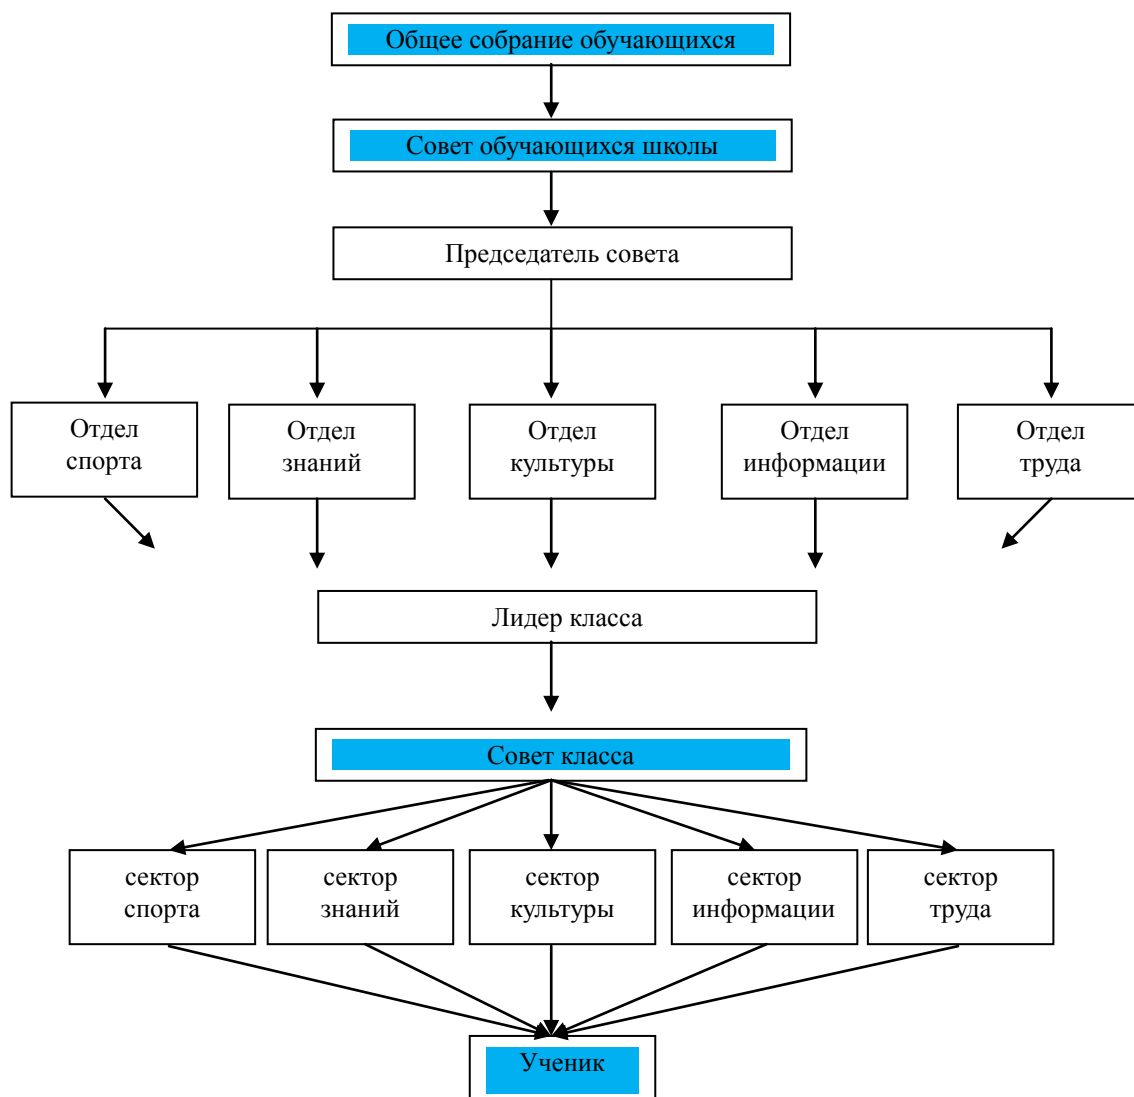 Общее собрание обучающихся
Совет обучающихся школы
Председатель совета
Отдел
спорта
Отдел
знаний
Отдел
культуры
Отдел
информации
Отдел
труда
Лидер класса
Совет класса
сектор
спорта
сектор
знаний
сектор
культуры
сектор
информации
сектор
труда
Ученик